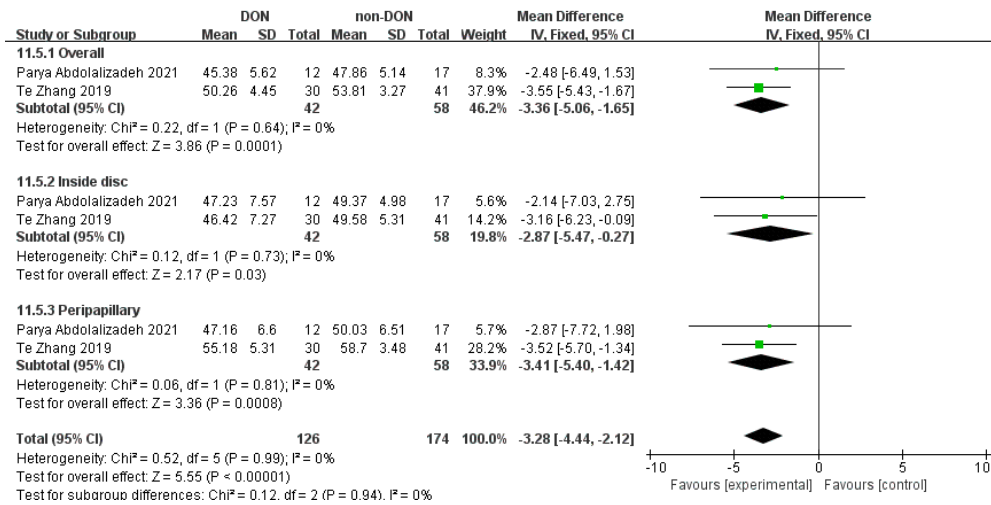 DON non-DON Mean Difference Mean Difference
Study or Subgroup Mean SD Total Mean SD Total Weight IV, Fixed, 95% CI IV, Fixed, 95% CI
11.5.1 Overall
Parya Abdolalizadeh 2021 45.38 5.62 12 47.86 5.14 17 8.3% -2.48 [-6.49, 1.53]
Te Zhang 2019 50.26 4.45 30 53.81 3.27 41 37.9% -3.55 [-5.43, -1.67]
Subtotal (95% CI) 42 58 46.2% -3.36 [-5.06, -1.65]
Heterogeneity: Chi² = 0.22, df = 1 (P = 0.64); I² = 0%
Test for overall effect: Z = 3.86 (P = 0.0001)
11.5.2 Inside disc
Parya Abdolalizadeh 2021 47.23 7.57 12 49.37 4.98 17 5.6% -2.14 [-7.03, 2.75]
Te Zhang 2019 46.42 7.27 30 49.58 5.31 41 14.2% -3.16 [-6.23, -0.09]
Subtotal (95% CI) 42 58 19.8% -2.87 [-5.47, -0.27]
Heterogeneity: Chi² = 0.12, df = 1 (P = 0.73); I² = 0%
Test for overall effect: Z = 2.17 (P = 0.03)
11.5.3 Peripapillary
Parya Abdolalizadeh 2021 47.16 6.6 12 50.03 6.51 17 5.7% -2.87 [-7.72, 1.98]
Te Zhang 2019 55.18 5.31 30 58.7 3.48 41 28.2% -3.52 [-5.70, -1.34]
Subtotal (95% CI) 42 58 33.9% -3.41 [-5.40, -1.42]
Heterogeneity: Chi² = 0.06, df = 1 (P = 0.81); I² = 0%
Test for overall effect: Z = 3.36 (P = 0.0008)
Total (95% CI) 126 174 100.0% -3.28 [-4.44, -2.12]
Heterogeneity: Chi² = 0.52, df = 5 (P = 0.99); I² = 0%
Test for overall effect: Z = 5.55 (P < 0.00001)
Test for subgroup differences: Chi² = 0.12, df = 2 (P = 0.94), I² = 0%
-10 -5 0 5 10
Favours [experimental] Favours [control]